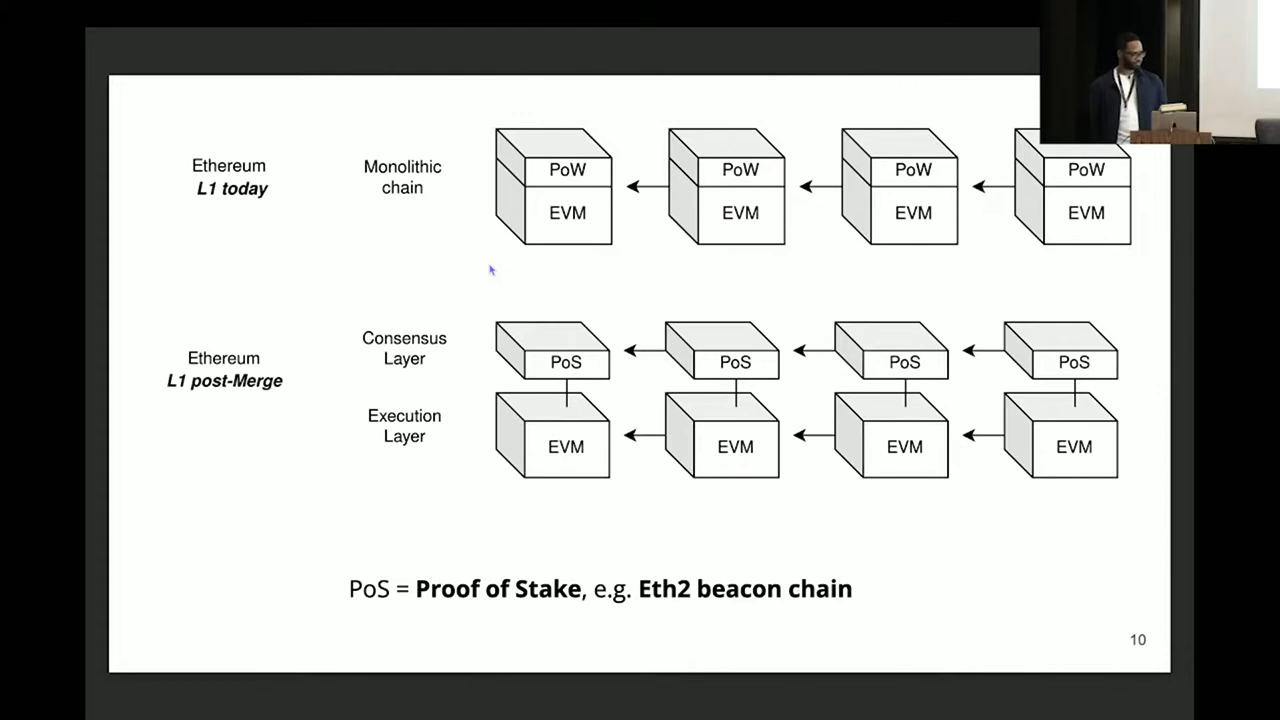 Ethereum
L1 today
Monolithic
chain
PoW
PoW
PoW
PoW
EVM
EVM
EVM
EVM
Ethereum
L1 post-Merge
Consensus
Layer
PoS
PoS
PoS
PoS
Execution
Layer
EVM
EVM
EVM
EVM
PoS = Proof of Stake, e.g. Eth2 beacon chain
10